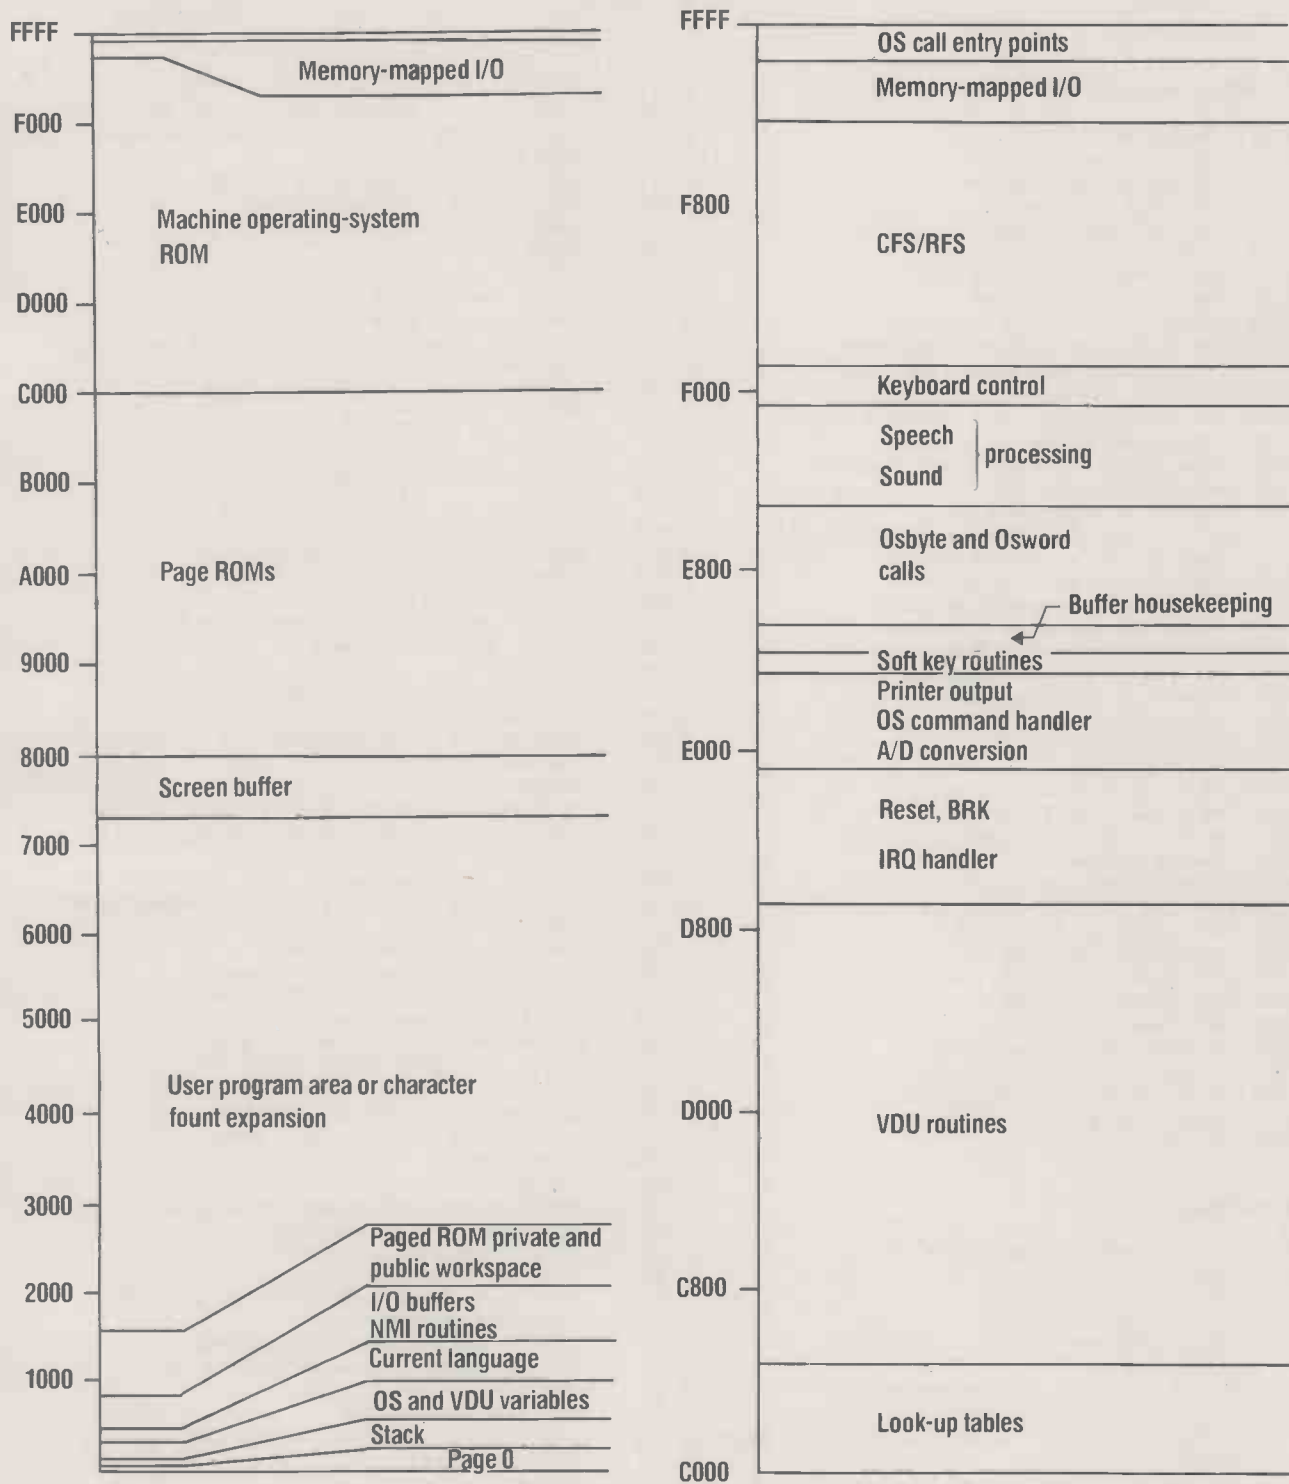 FFFF
Memory-mapped I/O
F000
E000
Machine operating-system
ROM
D000
C000
B000
A000
Page ROMs
9000
8000
Screen buffer
7000
6000
5000
User program area or character
4000
fount expansion
3000
Paged ROM private and
public workspace
2000
I/O buffers
NMI routines
Current language
1000
OS and VDU variables
Stack
Page 0
FFFF
OS call entry points
Memory-mapped I/O
F800
CFS/RFS
F000
Keyboard control
Speech
processing
Sound
Osbyte and Osword
E800
calls
Buffer housekeeping
Soft key routines
Printer output
OS command handler
E000
A/D conversion
Reset, BRK
IRQ handler
D800
D000
VDU routines
C800
Look-up tables
C000